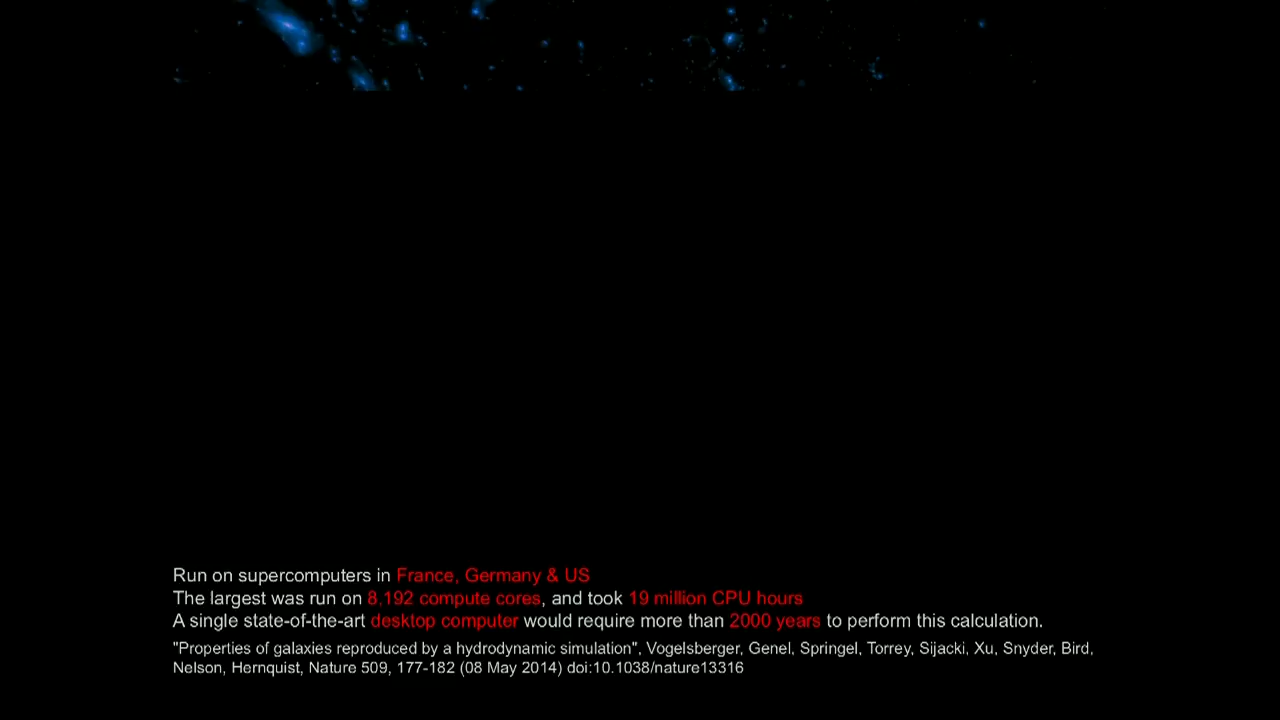 Run on supercomputers in France, Germany & US
The largest was run on 8,192 compute cores, and took 19 million CPU hours
A single state-of-the-art desktop computer would require more than 2000 years to perform this calculation.
"Properties of galaxies reproduced by a hydrodynamic simulation", Vogelsberger, Genel, Springel, Torrey, Sijacki, Xu, Snyder, Bird,
Nelson, Hernquist, Nature 509, 177-182 (08 May 2014) doi:10.1038/nature13316